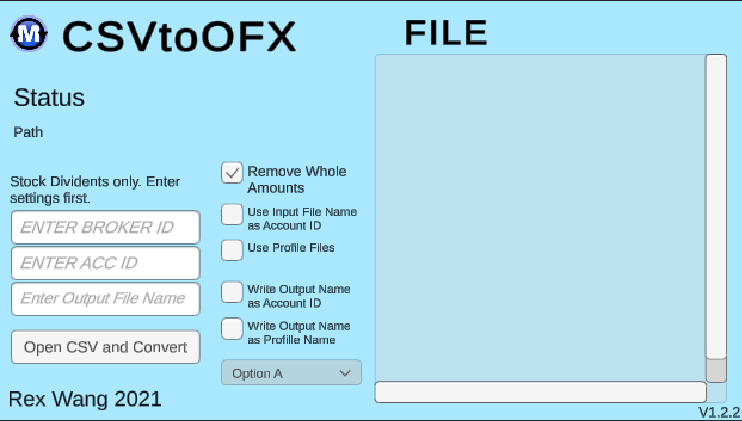 M
CSVtoOFX
FILE
Status
Path
Stock Dividents only. Enter
settings first.
ENTER BROKER ID
ENTER ACC ID
Enter Output File Name
Open CSV and Convert
Rex Wang 2021
Remove Whole
Amounts
Use Input File Name
as Account ID
Use Profile Files
Write Output Name
as Account ID
Write Output Name
as Profille Name
Option A
V1.2.2